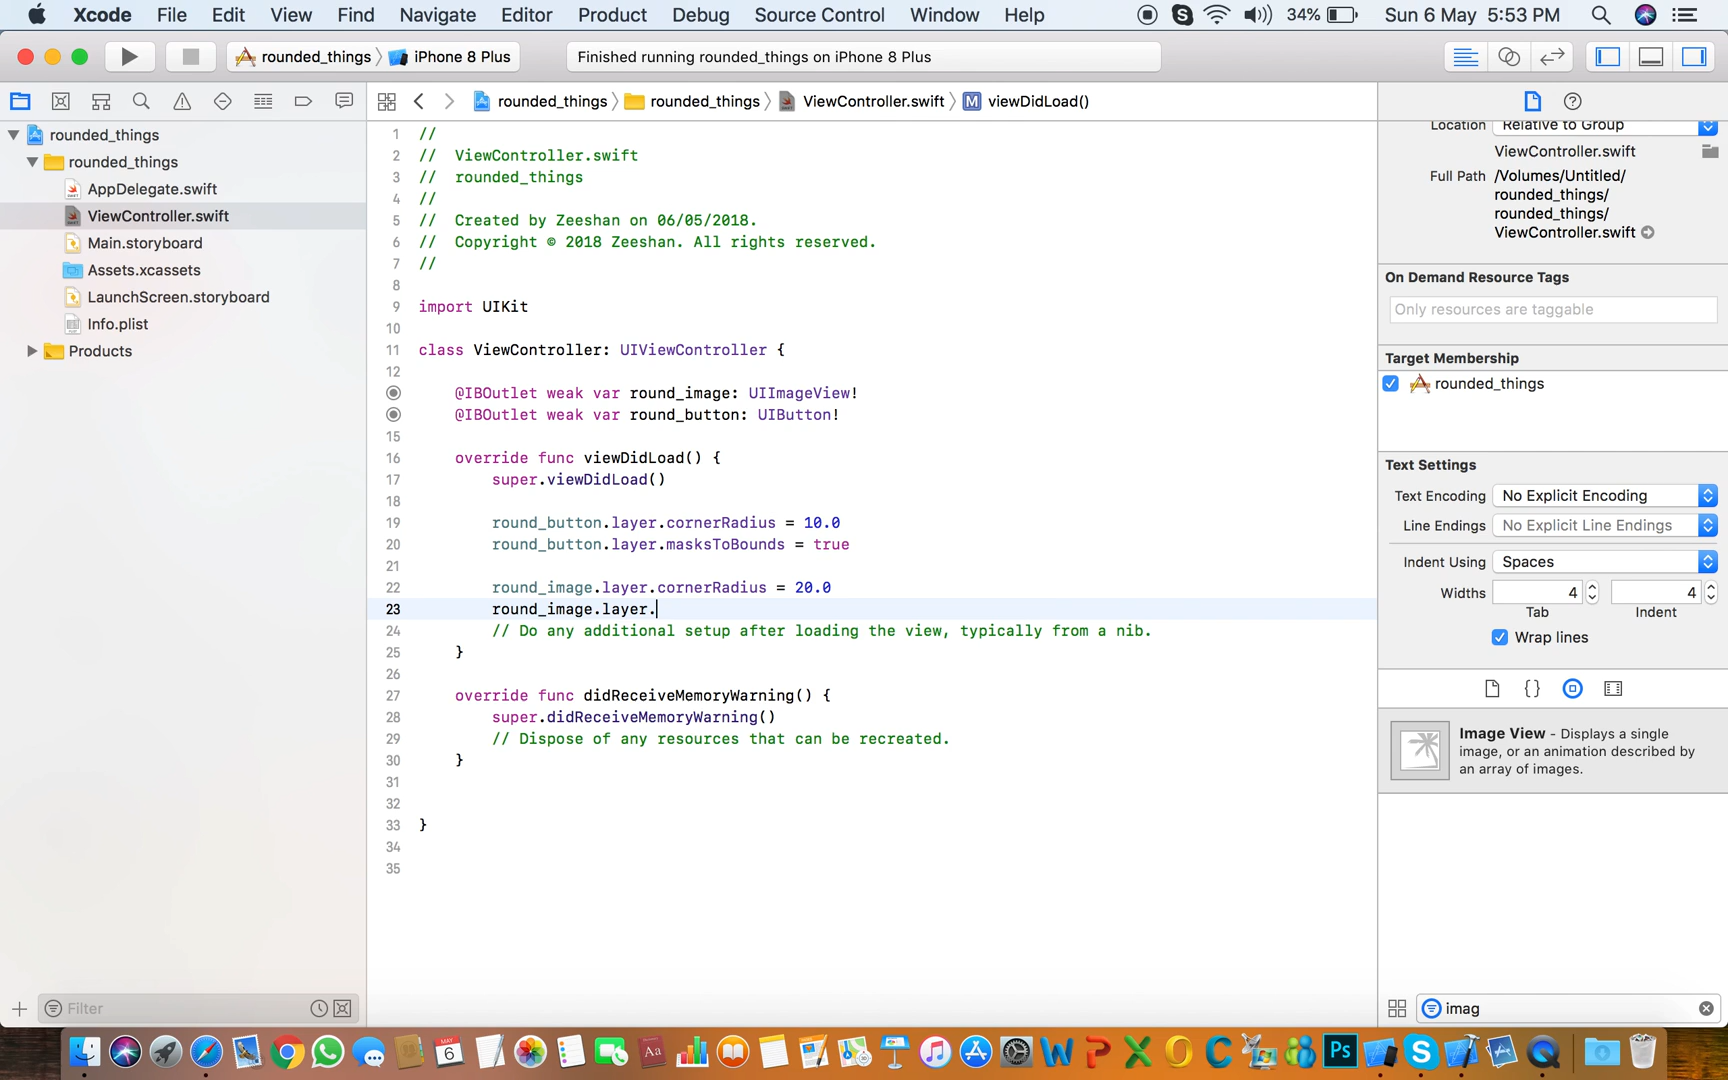 Xcode File Edit View Find Navigate Editor Product Debug Source Control Window Help 34% Sun 6 May 5:53 PM
rounded_things iPhone 8 Plus Finished running rounded_things on iPhone 8 Plus
rounded_things rounded_things ViewController.swift M viewDidLoad()
rounded_things
rounded_things
AppDelegate.swift
ViewController.swift
Main.storyboard
Assets.xcassets
LaunchScreen.storyboard
Info.plist
Products
Filter
1 //
2 // ViewController.swift
3 // rounded_things
4 //
5 // Created by Zeeshan on 06/05/2018.
6 // Copyright © 2018 Zeeshan. All rights reserved.
7 //
8
9 import UIKit
10
11 class ViewController: UIViewController {
12
@IBOutlet weak var round_image: UIImageView!
@IBOutlet weak var round_button: UIButton!
15
16 override func viewDidLoad() {
17 super.viewDidLoad()
18
19 round_button.layer.cornerRadius = 10.0
20 round_button.layer.masksToBounds = true
21
22 round_image.layer.cornerRadius = 20.0
23 round_image.layer.
24 // Do any additional setup after loading the view, typically from a nib.
25 }
26
27 override func didReceiveMemoryWarning() {
28 super.didReceiveMemoryWarning()
29 // Dispose of any resources that can be recreated.
30 }
31
32
33 }
34
35
Location Relative to Group
ViewController.swift
Full Path /Volumes/Untitled/
rounded_things/
rounded_things/
ViewController.swift
On Demand Resource Tags
Only resources are taggable
Target Membership
rounded_things
Text Settings
Text Encoding No Explicit Encoding
Line Endings No Explicit Line Endings
Indent Using Spaces
Widths 4 4
Tab Indent
Wrap lines
Image View - Displays a single
image, or an animation described by
an array of images.
imag
MAY
6
Aa
Ps